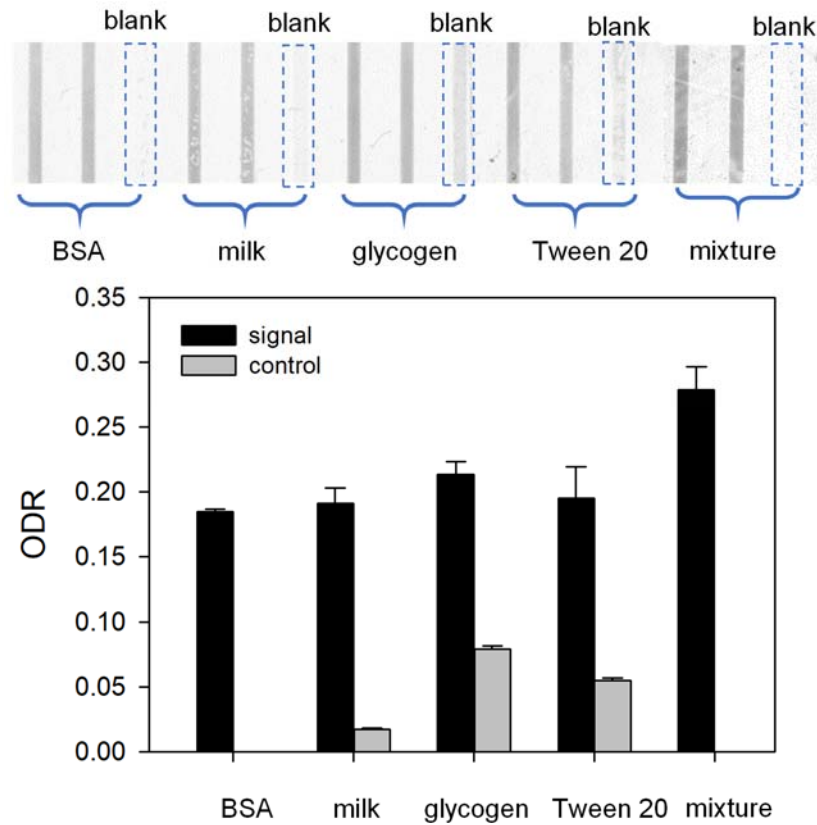 blank blank blank blank blank
BSA milk glycogen Tween 20 mixture
0.35
0.30
0.25
0.20
0.15
0.10
0.05
0.00
ODR
signal
control
BSA milk glycogen Tween 20 mixture